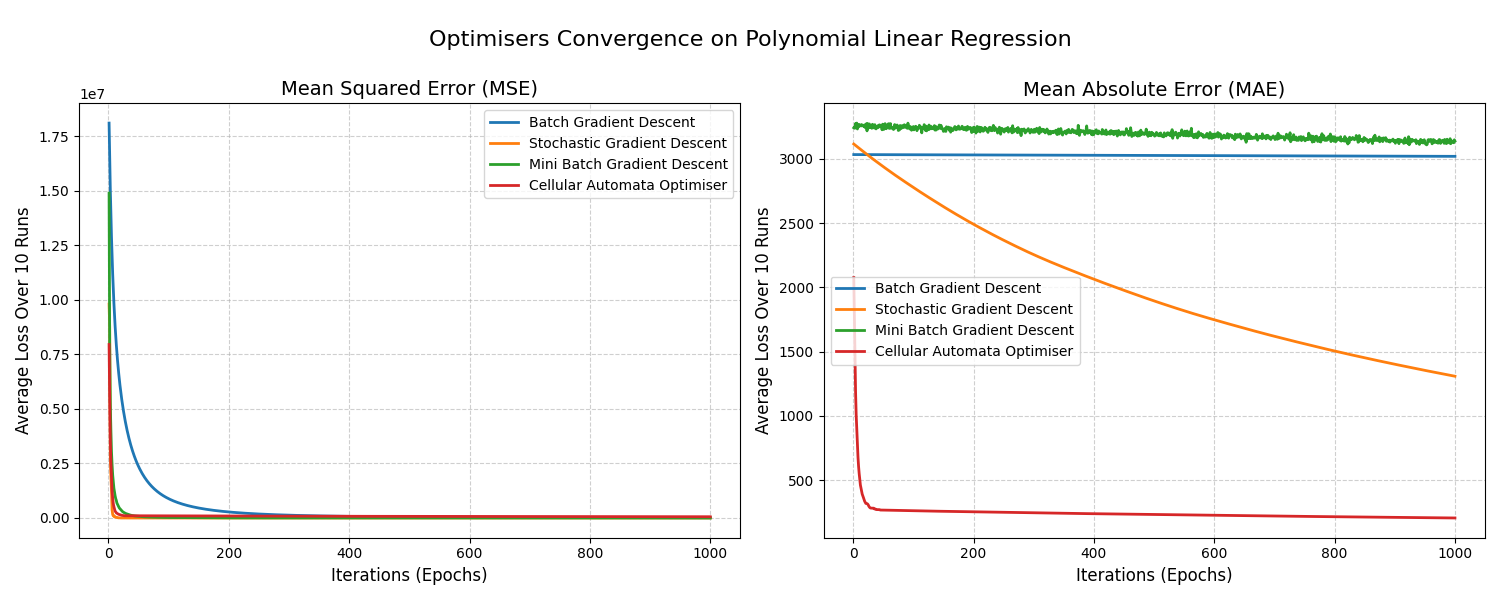 Optimisers Convergence on Polynomial Linear Regression
Mean Squared Error (MSE)
1e7
Average Loss Over 10 Runs
1.75
1.50
1.25
1.00
0.75
0.50
0.25
0.00
Batch Gradient Descent
Stochastic Gradient Descent
Mini Batch Gradient Descent
Cellular Automata Optimiser
0 200 400 600 800 1000
Iterations (Epochs)
Mean Absolute Error (MAE)
Average Loss Over 10 Runs
3000
2500
2000
1500
1000
500
Batch Gradient Descent
Stochastic Gradient Descent
Mini Batch Gradient Descent
Cellular Automata Optimiser
0 200 400 600 800 1000
Iterations (Epochs)